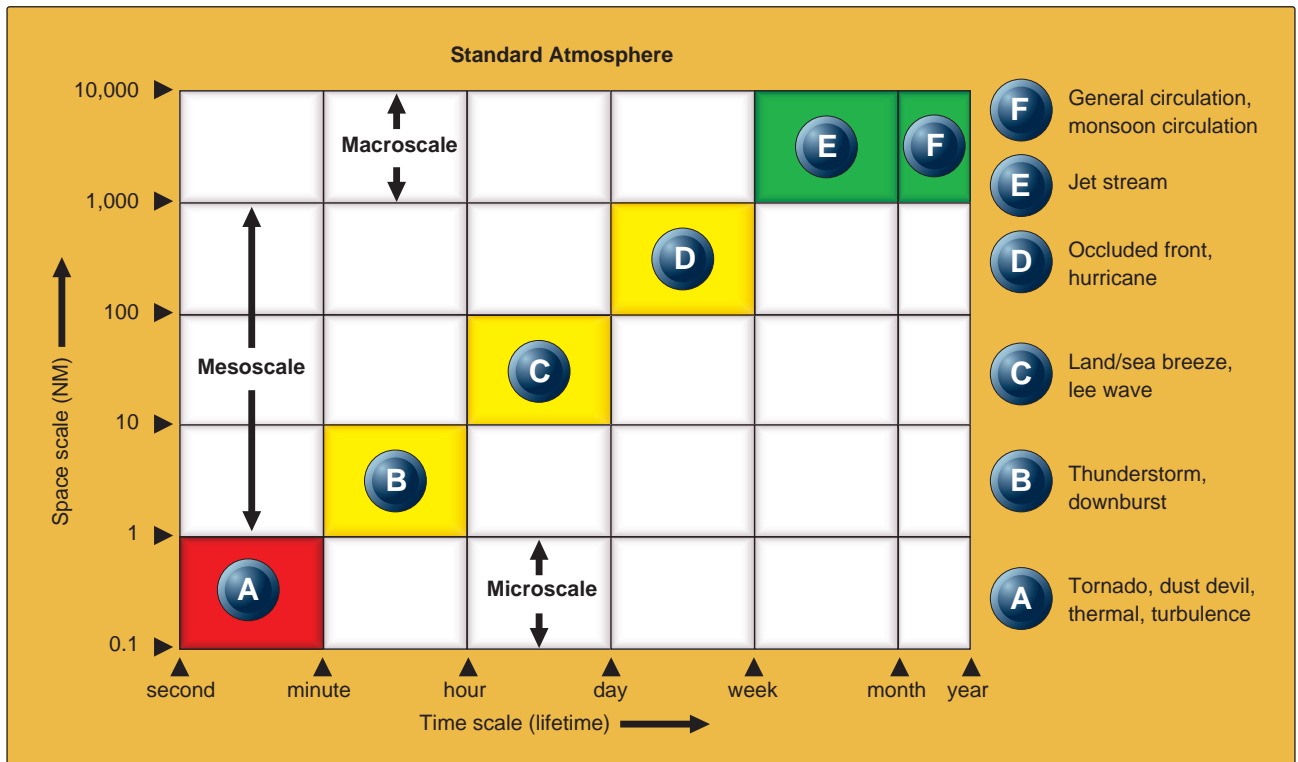 Standard Atmosphere
10,000
1,000
100
10
1
0.1
Space scale (NM)
Macroscale
Mesoscale
Microscale
A
B
C
D
E
F
second
minute
hour
day
week
month
year
Time scale (lifetime)
F
General circulation,
monsoon circulation
E
Jet stream
D
Occluded front,
hurricane
C
Land/sea breeze,
lee wave
B
Thunderstorm,
downburst
A
Tornado, dust devil,
thermal, turbulence